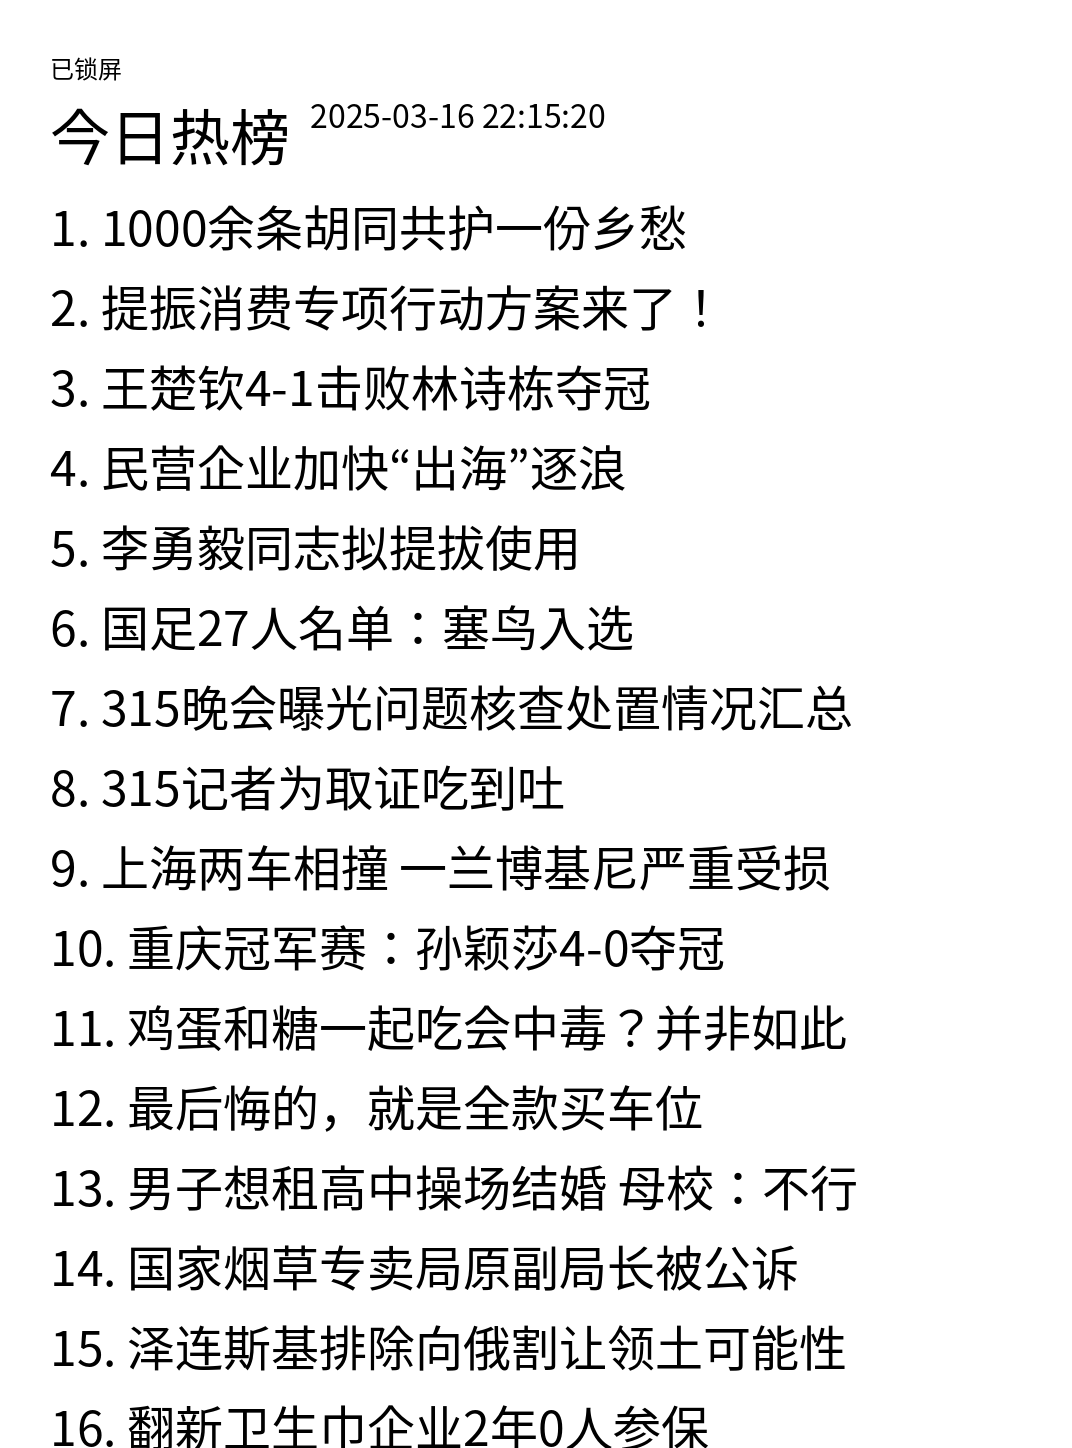 已锁屏
今日热榜 2025-03-16 22:15:20
1. 1000余条胡同共护一份乡愁
2. 提振消费专项行动方案来了！
3. 王楚钦4-1击败林诗栋夺冠
4. 民营企业加快“出海”逐浪
5. 李勇毅同志拟提拔使用
6. 国足27人名单：塞鸟入选
7. 315晚会曝光问题核查处置情况汇总
8. 315记者为取证吃到吐
9. 上海两车相撞 一兰博基尼严重受损
10. 重庆冠军赛：孙颖莎4-0夺冠
11. 鸡蛋和糖一起吃会中毒？并非如此
12. 最后悔的，就是全款买车位
13. 男子想租高中操场结婚 母校：不行
14. 国家烟草专卖局原副局长被公诉
15. 泽连斯基排除向俄割让领土可能性
16. 翻新卫生巾企业2年0人参保